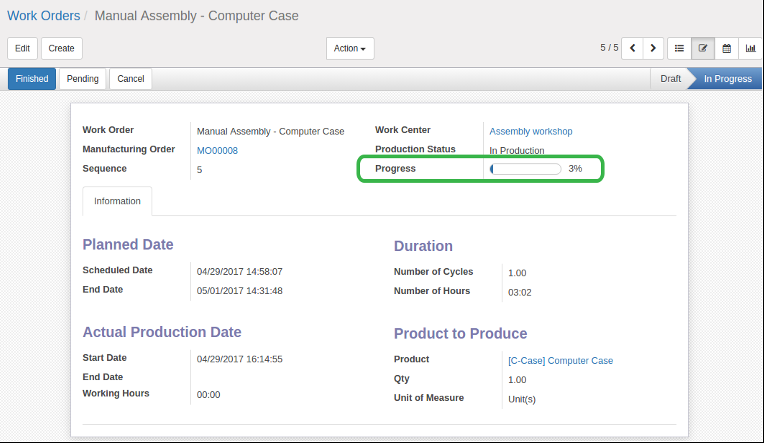 Work Orders / Manual Assembly - Computer Case
Edit Create Action 5 / 5
Finished Pending Cancel Draft In Progress
Work Order Manual Assembly - Computer Case Work Center Assembly workshop
Manufacturing Order MO00008 Production Status In Production
Sequence 5 Progress 3%
Information
Planned Date Duration
Scheduled Date 04/29/2017 14:58:07 Number of Cycles 1.00
End Date 05/01/2017 14:31:48 Number of Hours 03:02
Actual Production Date Product to Produce
Start Date 04/29/2017 16:14:55 Product [C-Case] Computer Case
End Date Qty 1.00
Working Hours 00:00 Unit of Measure Unit(s)